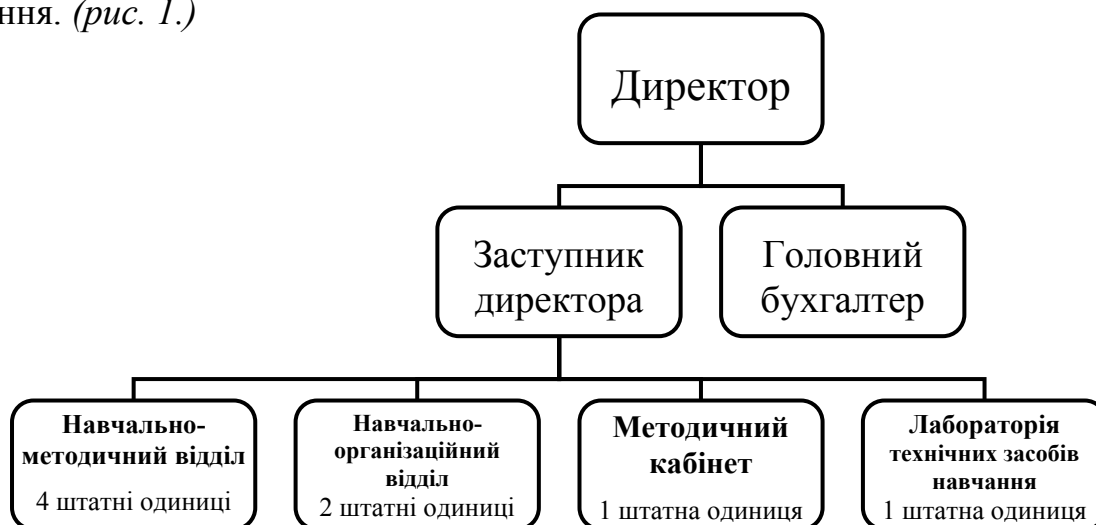 ння. (рис. 1.)
Директор
Заступник
директора
Головний
бухгалтер
Навчально-
методичний відділ
4 штатні одиниці
Навчально-
організаційний
відділ
2 штатні одиниці
Методичний
кабінет
1 штатна одиниця
Лабораторія
технічних засобів
навчання
1 штатна одиниця